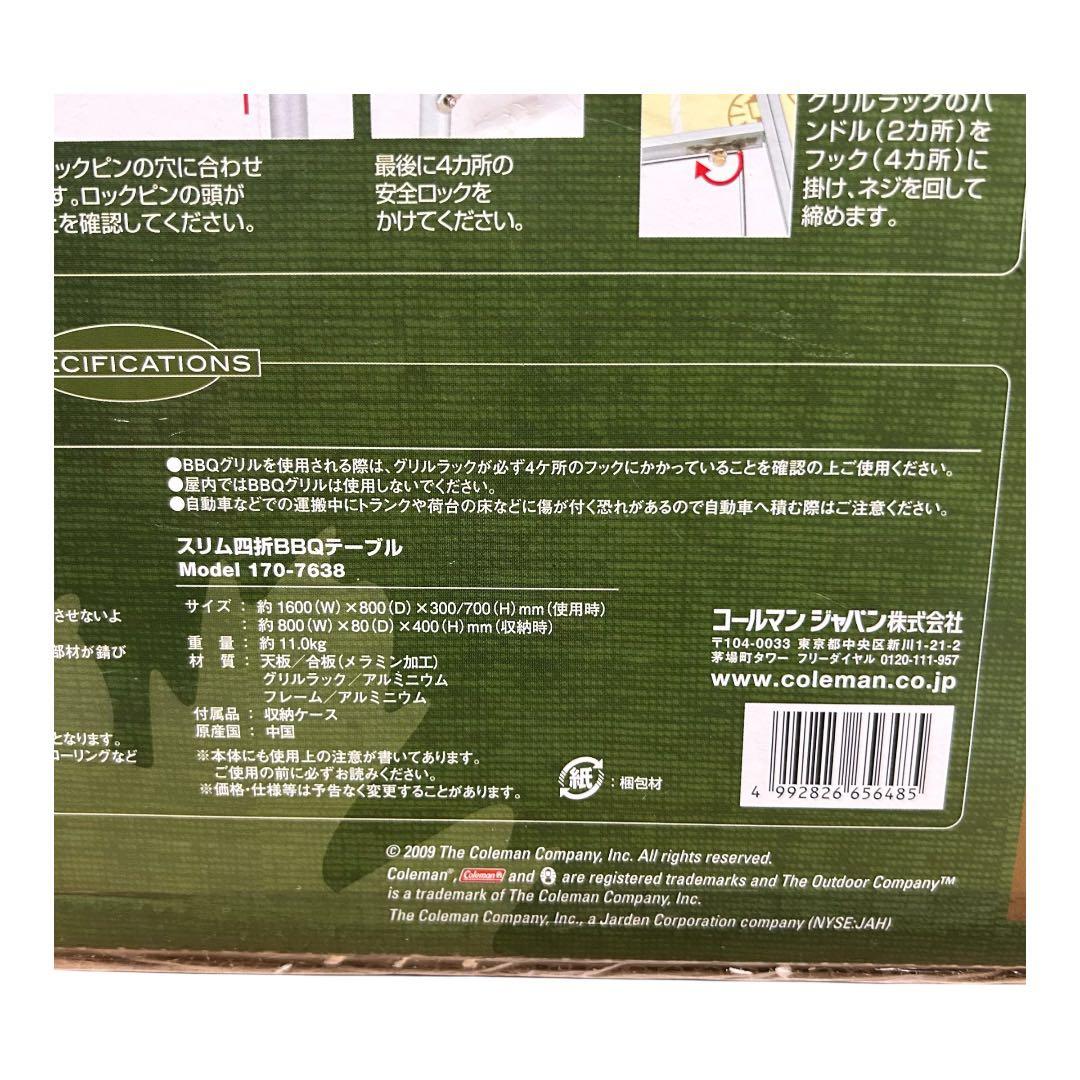 ックピンの穴に合わせ
す。ロックピンの頭が
を確認してください。
最後に4カ所の
安全ロックを
かけてください。
グリルラックのハ
ンドル(2カ所)を
フック(4カ所)に
掛け、ネジを回して
締めます。
ECIFICATIONS
●BBQグリルを使用される際は、グリルラックが必ず4ケ所のフックにかかっていることを確認の上ご使用ください。
●屋内ではBBQグリルは使用しないでください。
●自動車などでの運搬中にトランクや荷台の床などに傷が付く恐れがあるので自動車へ積む際はご注意ください。
スリム四折BBQテーブル
Model 170-7638
サイズ : 約1600(W)×800(D)×300/700(H)mm(使用時)
: 約800(W)×80(D)×400(H)mm(収納時)
重 量 : 約11.0kg
材 質 : 天板/合板(メラミン加工)
グリルラック/アルミニウム
フレーム/アルミニウム
付属品 : 収納ケース
原産国 : 中国
※本体にも使用上の注意が書いてあります。
ご使用の前に必ずお読みください。
※価格・仕様等は予告なく変更することがあります。
させないよ
部材が錆び
となります。
ローリングなど
紙 : 梱包材
コールマン ジャパン株式会社
〒104-0033 東京都中央区新川1-21-2
茅場町タワー フリーダイヤル 0120-111-957
www.coleman.co.jp
4 992826 656485
© 2009 The Coleman Company, Inc. All rights reserved.
Coleman®, Coleman and are registered trademarks and The Outdoor Company™
is a trademark of The Coleman Company, Inc.
The Coleman Company, Inc., a Jarden Corporation company (NYSE:JAH)